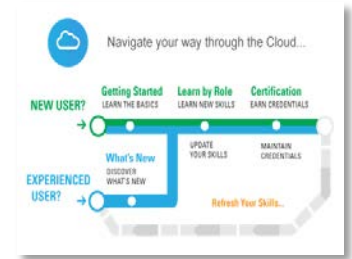 Navigate your way through the Cloud...
Getting Started
LEARN THE BASICS
Learn by Role
LEARN NEW SKILLS
Certification
EARN CREDENTIALS
NEW USER?
What's New
DISCOVER
WHAT'S NEW
UPDATE
YOUR SKILLS
MAINTAIN
CREDENTIALS
EXPERIENCED
USER?
Refresh Your Skills...